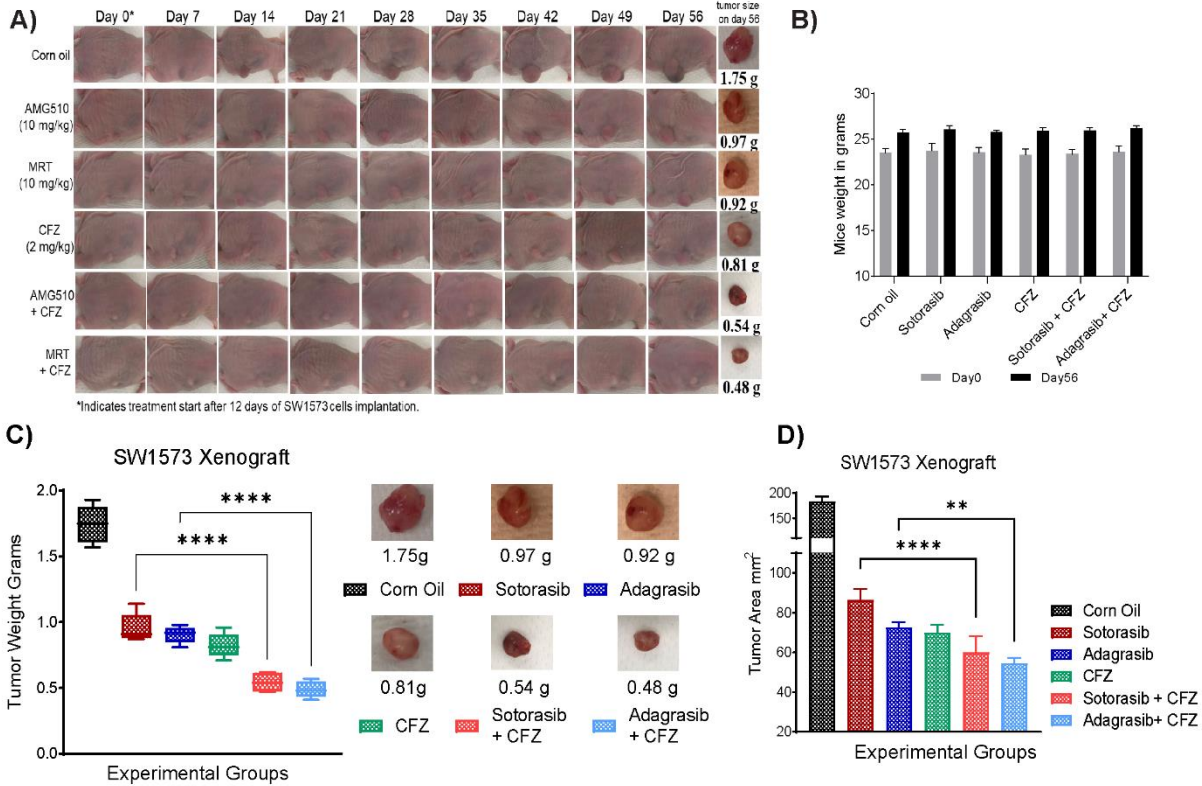 A)
Day 0* Day 7 Day 14 Day 21 Day 28 Day 35 Day 42 Day 49 Day 56
tumor size
on day 56
Corn oil
1.75 g
AMG510
(10 mg/kg)
0.97 g
MRT
(10 mg/kg)
0.92 g
CFZ
(2 mg/kg)
0.81 g
AMG510
+ CFZ
0.54 g
MRT
+ CFZ
0.48 g
*Indicates treatment start after 12 days of SW1573 cells implantation.
B)
Mice weight in grams
30
25
20
15
10
Corn oil
Sotorasib
Adagrasib
CFZ
Sotorasib + CFZ
Adagrasib+ CFZ
Day0 Day56
C)
SW1573 Xenograft
Tumor Weight Grams
2.0
1.5
1.0
0.5
0.0
****
****
Experimental Groups
1.75g 0.97g 0.92g
Corn Oil Sotorasib Adagrasib
0.81g 0.54 g 0.48 g
CFZ Sotorasib + CFZ Adagrasib + CFZ
D)
SW1573 Xenograft
Tumor Area mm²
200
150
100
80
60
40
20
**
****
Experimental Groups
Corn Oil
Sotorasib
Adagrasib
CFZ
Sotorasib + CFZ
Adagrasib+ CFZ